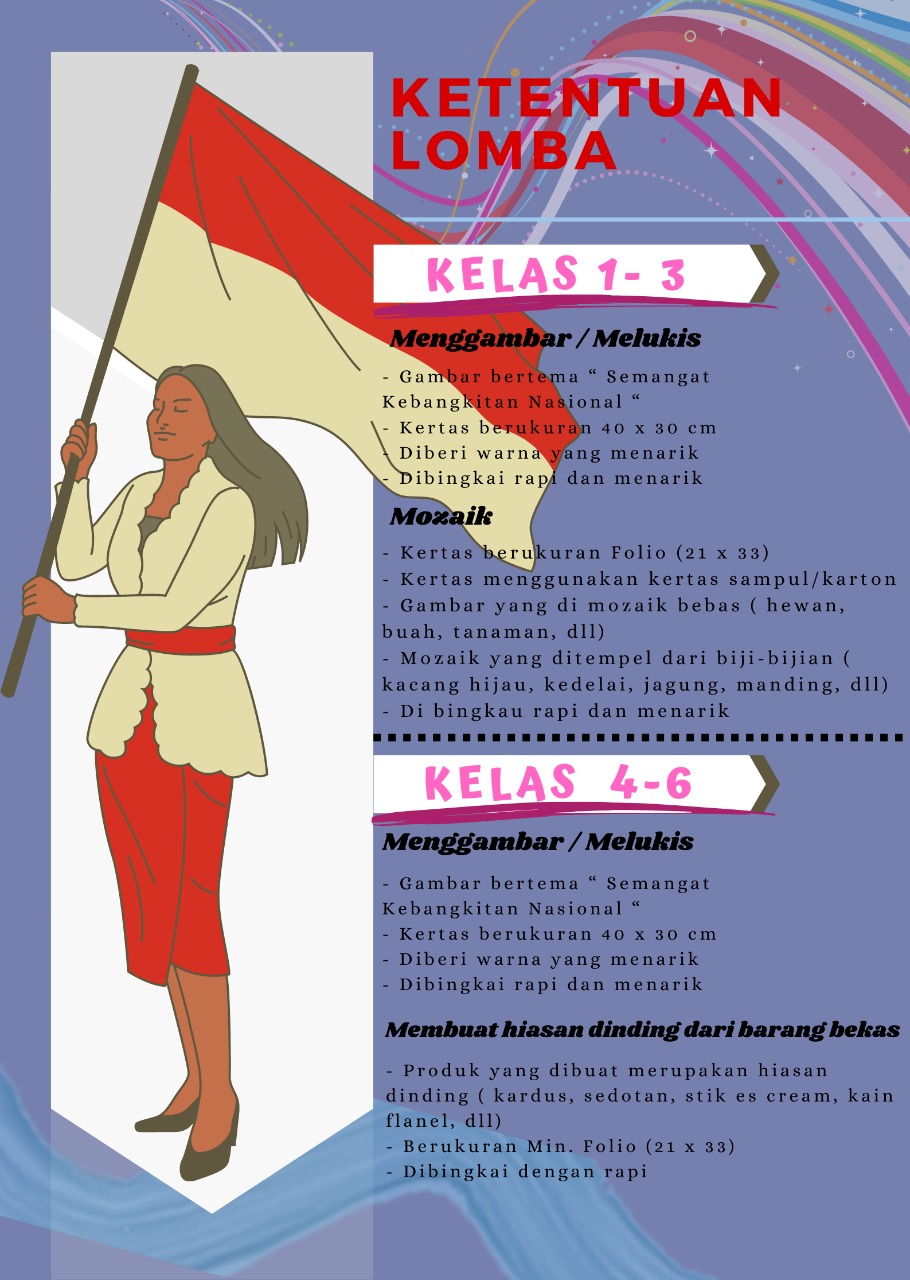 KETENTUAN
LOMBA
KELAS 1- 3
Menggambar / Melukis
- Gambar bertema “ Semangat
Kebangkitan Nasional “
- Kertas berukuran 40 x 30 cm
- Diberi warna yang menarik
- Dibingkai rapi dan menarik
Mozaik
- Kertas berukuran Folio (21 x 33)
- Kertas menggunakan kertas sampul/karton
- Gambar yang di mozaik bebas ( hewan,
buah, tanaman, dll)
- Mozaik yang ditempel dari biji-bijian (
kacang hijau, kedelai, jagung, manding, dll)
- Di bingkau rapi dan menarik
KELAS 4-6
Menggambar / Melukis
- Gambar bertema “ Semangat
Kebangkitan Nasional “
- Kertas berukuran 40 x 30 cm
- Diberi warna yang menarik
- Dibingkai rapi dan menarik
Membuat hiasan dinding dari barang bekas
- Produk yang dibuat merupakan hiasan
dinding ( kardus, sedotan, stik es cream, kain
flanel, dll)
- Berukuran Min. Folio (21 x 33)
- Dibingkai dengan rapi